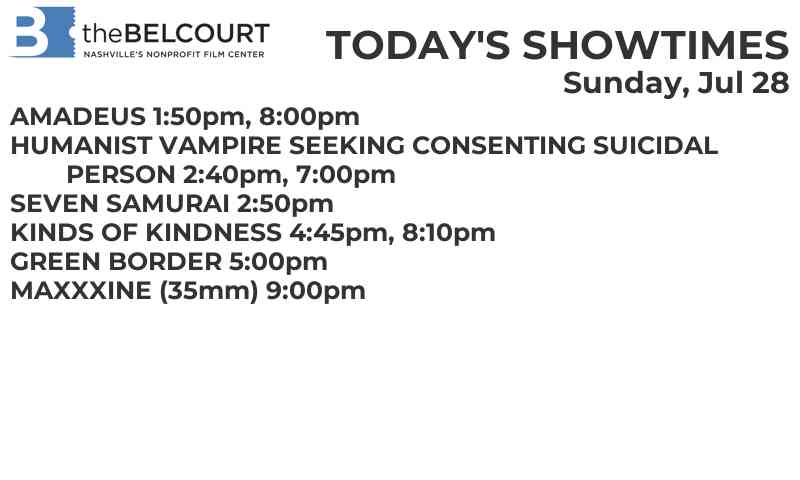 B theBELCOURT
NASHVILLE'S NONPROFIT FILM CENTER
TODAY'S SHOWTIMES
Sunday, Jul 28
AMADEUS 1:50pm, 8:00pm
HUMANIST VAMPIRE SEEKING CONSENTING SUICIDAL
PERSON 2:40pm, 7:00pm
SEVEN SAMURAI 2:50pm
KINDS OF KINDNESS 4:45pm, 8:10pm
GREEN BORDER 5:00pm
MAXXXINE (35mm) 9:00pm